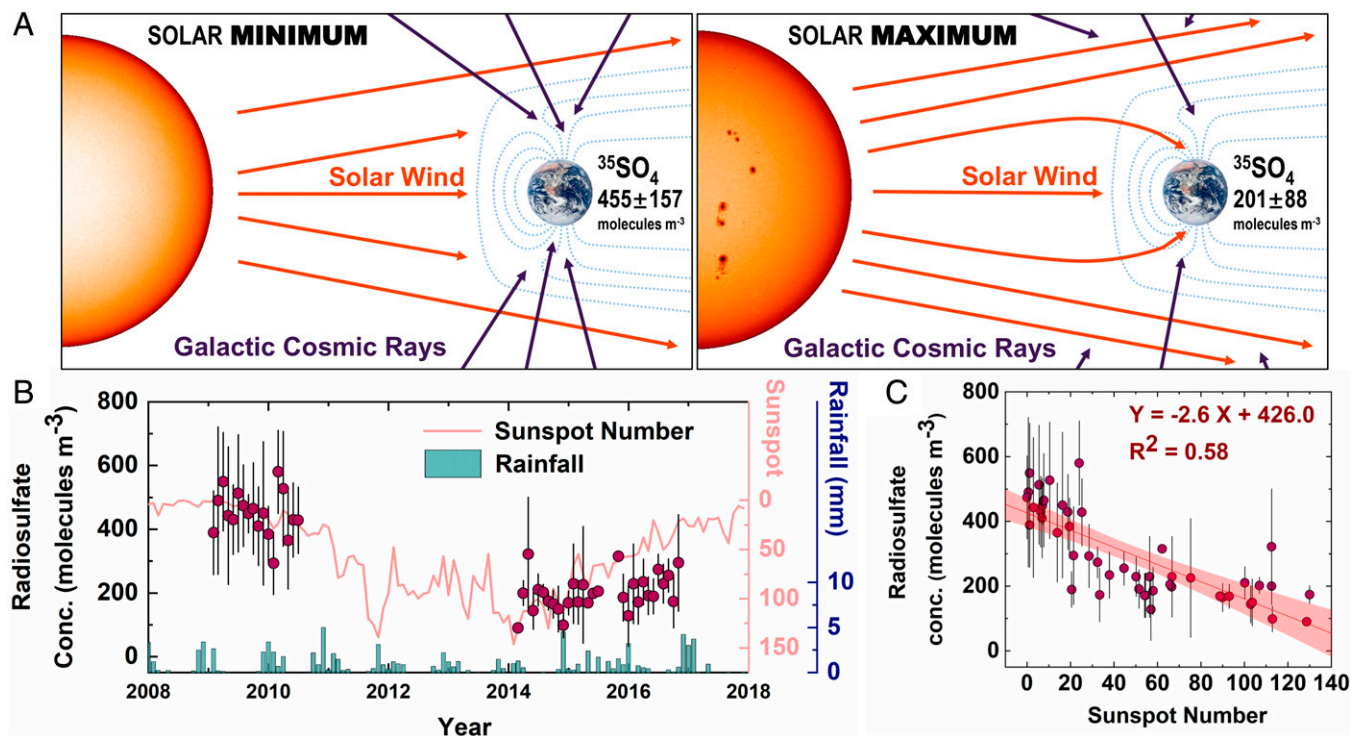 A
SOLAR MINIMUM
Solar Wind
³⁵SO₄
455±157
molecules m⁻³
Galactic Cosmic Rays
SOLAR MAXIMUM
Solar Wind
³⁵SO₄
201±88
molecules m⁻³
Galactic Cosmic Rays
B
Radiosulfate
Conc. (molecules m⁻³)
800
600
400
200
0
Sunspot Number
Rainfall
Sunspot
0
50
100
150
Rainfall (mm)
10
5
0
2008
2010
2012
2014
2016
2018
Year
C
Radiosulfate
conc. (molecules m⁻³)
800
600
400
200
0
Y = -2.6 X + 426.0
R² = 0.58
0
20
40
60
80
100
120
140
Sunspot Number